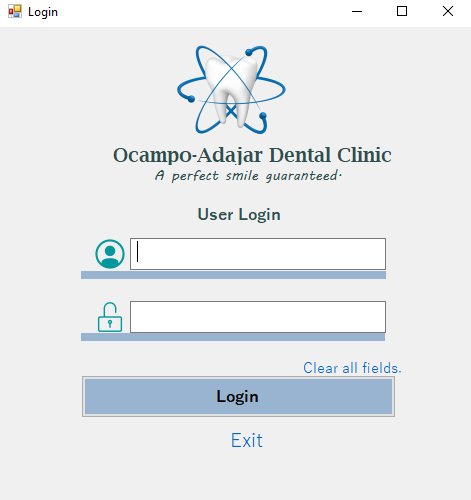 Login
Ocampo-Adajar Dental Clinic
A perfect smile guaranteed.
User Login
Clear all fields.
Login
Exit